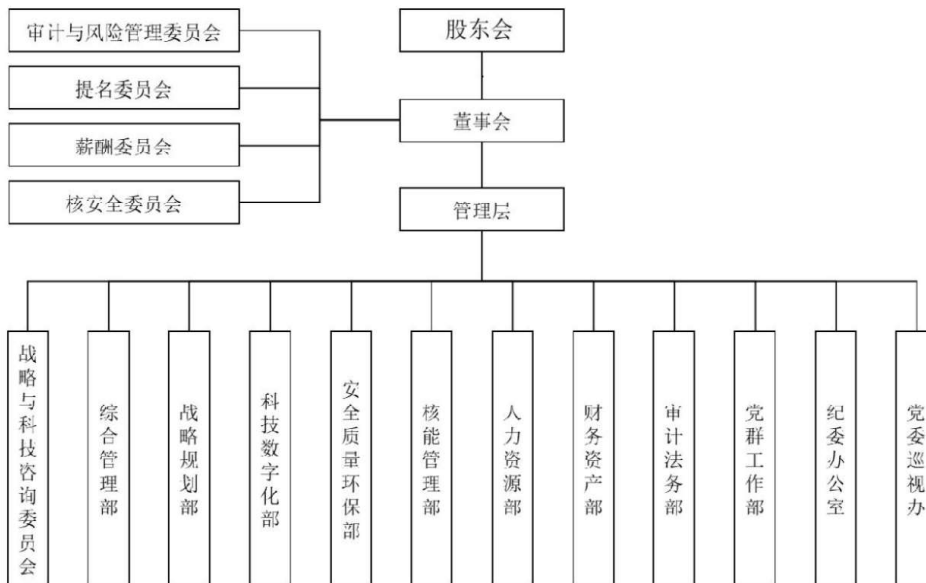 审计与风险管理委员会
股东会
提名委员会
董事会
薪酬委员会
核安全委员会
管理层
战略与科技咨询委员会
综合管理部
战略规划部
科技数字化部
安全质量环保部
核能管理部
人力资源部
财务资产部
审计法务部
党群工作部
纪委办公室
党委巡视办